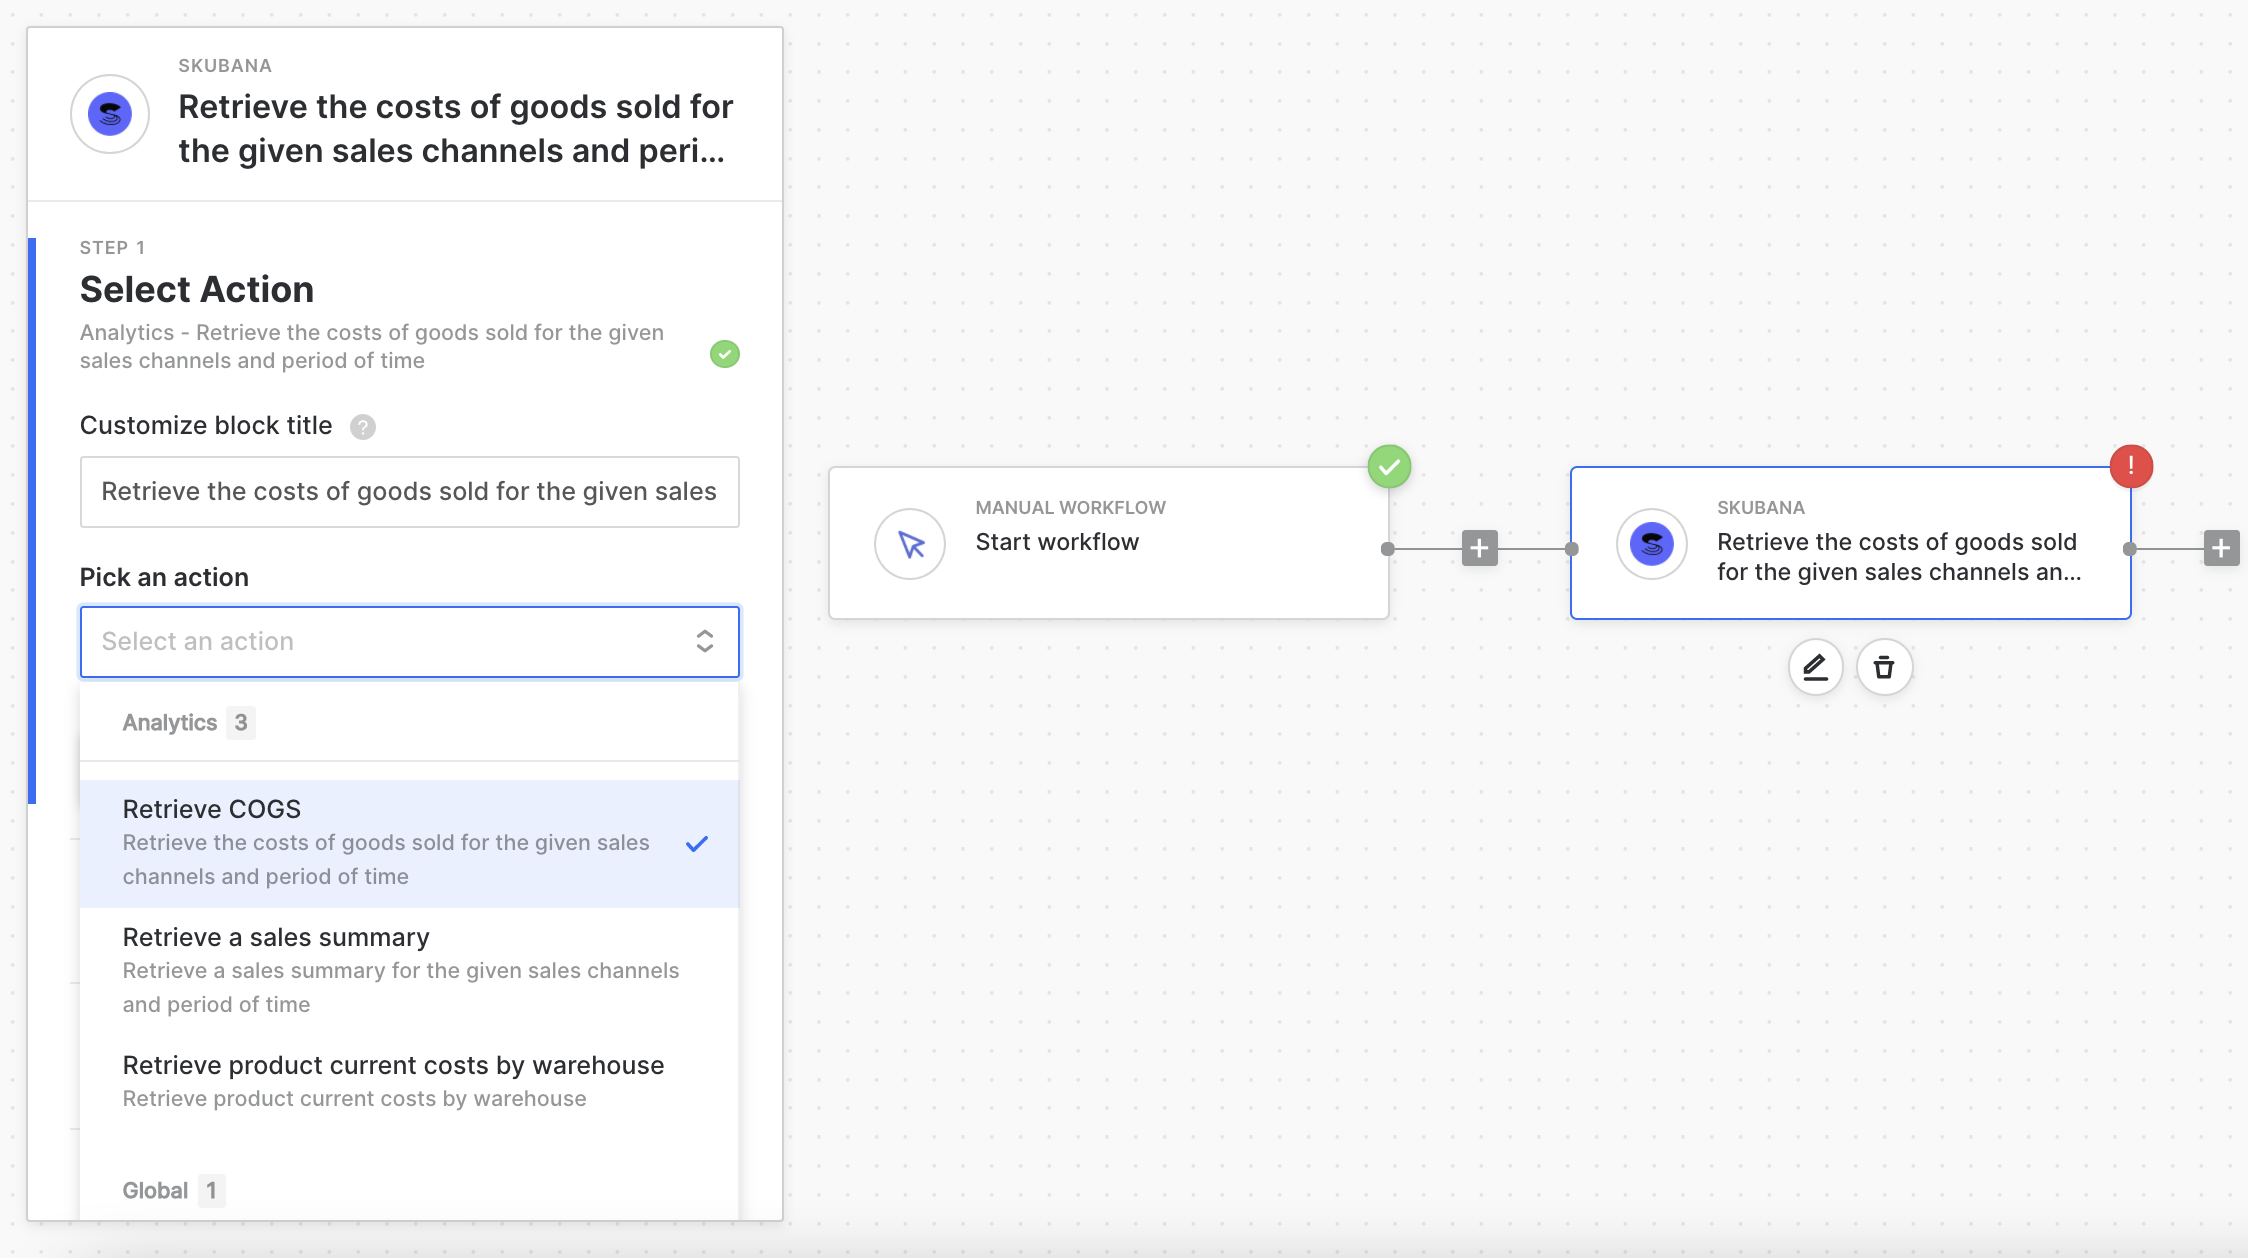 SKUBANA
Retrieve the costs of goods sold for
the given sales channels and peri...
STEP 1
Select Action
Analytics - Retrieve the costs of goods sold for the given
sales channels and period of time
Customize block title ?
Retrieve the costs of goods sold for the given sales
Pick an action
Select an action
Analytics 3
Retrieve COGS
Retrieve the costs of goods sold for the given sales
channels and period of time
Retrieve a sales summary
Retrieve a sales summary for the given sales channels
and period of time
Retrieve product current costs by warehouse
Retrieve product current costs by warehouse
Global 1
MANUAL WORKFLOW
Start workflow
SKUBANA
Retrieve the costs of goods sold
for the given sales channels an...